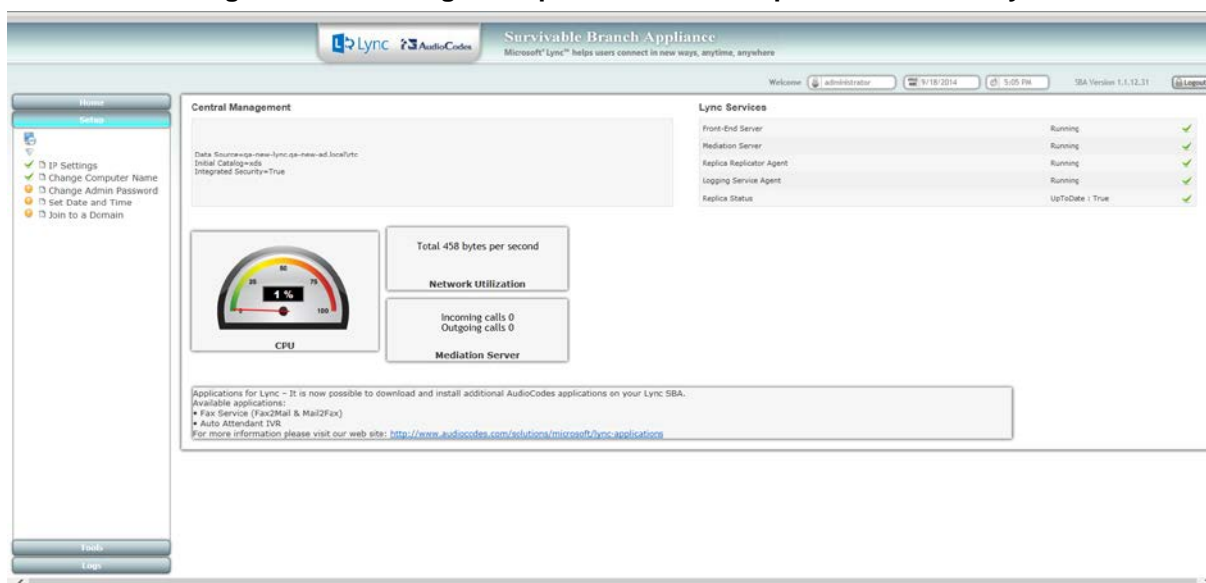 Lync AudioCodes
Survivable Branch Appliance
Microsoft® Lync™ helps users connect in new ways, anytime, anywhere
Welcome administrator 9/18/2014 5:05 PM SBA Version 1.1.12.31 Logout
Home
Setup
IP Settings
Change Computer Name
Change Admin Password
Set Date and Time
Join to a Domain
Tools
Logs
Central Management
Data Source=qa-new-lync.qa-new-ad.local\rtc
Initial Catalog=xds
Integrated Security=True
Lync Services
Front-End Server Running
Mediation Server Running
Replica Replicator Agent Running
Logging Service Agent Running
Replica Status UpToDate : True
0 25 50 75 100
1 %
CPU
Total 458 bytes per second
Network Utilization
Incoming calls 0
Outgoing calls 0
Mediation Server
Applications for Lync - It is now possible to download and install additional AudioCodes applications on your Lync SBA.
Available applications:
• Fax Service (Fax2Mail & Mail2Fax)
• Auto Attendant IVR
For more information please visit our web site: http://www.audiocodes.com/solutions/microsoft/lync-applications